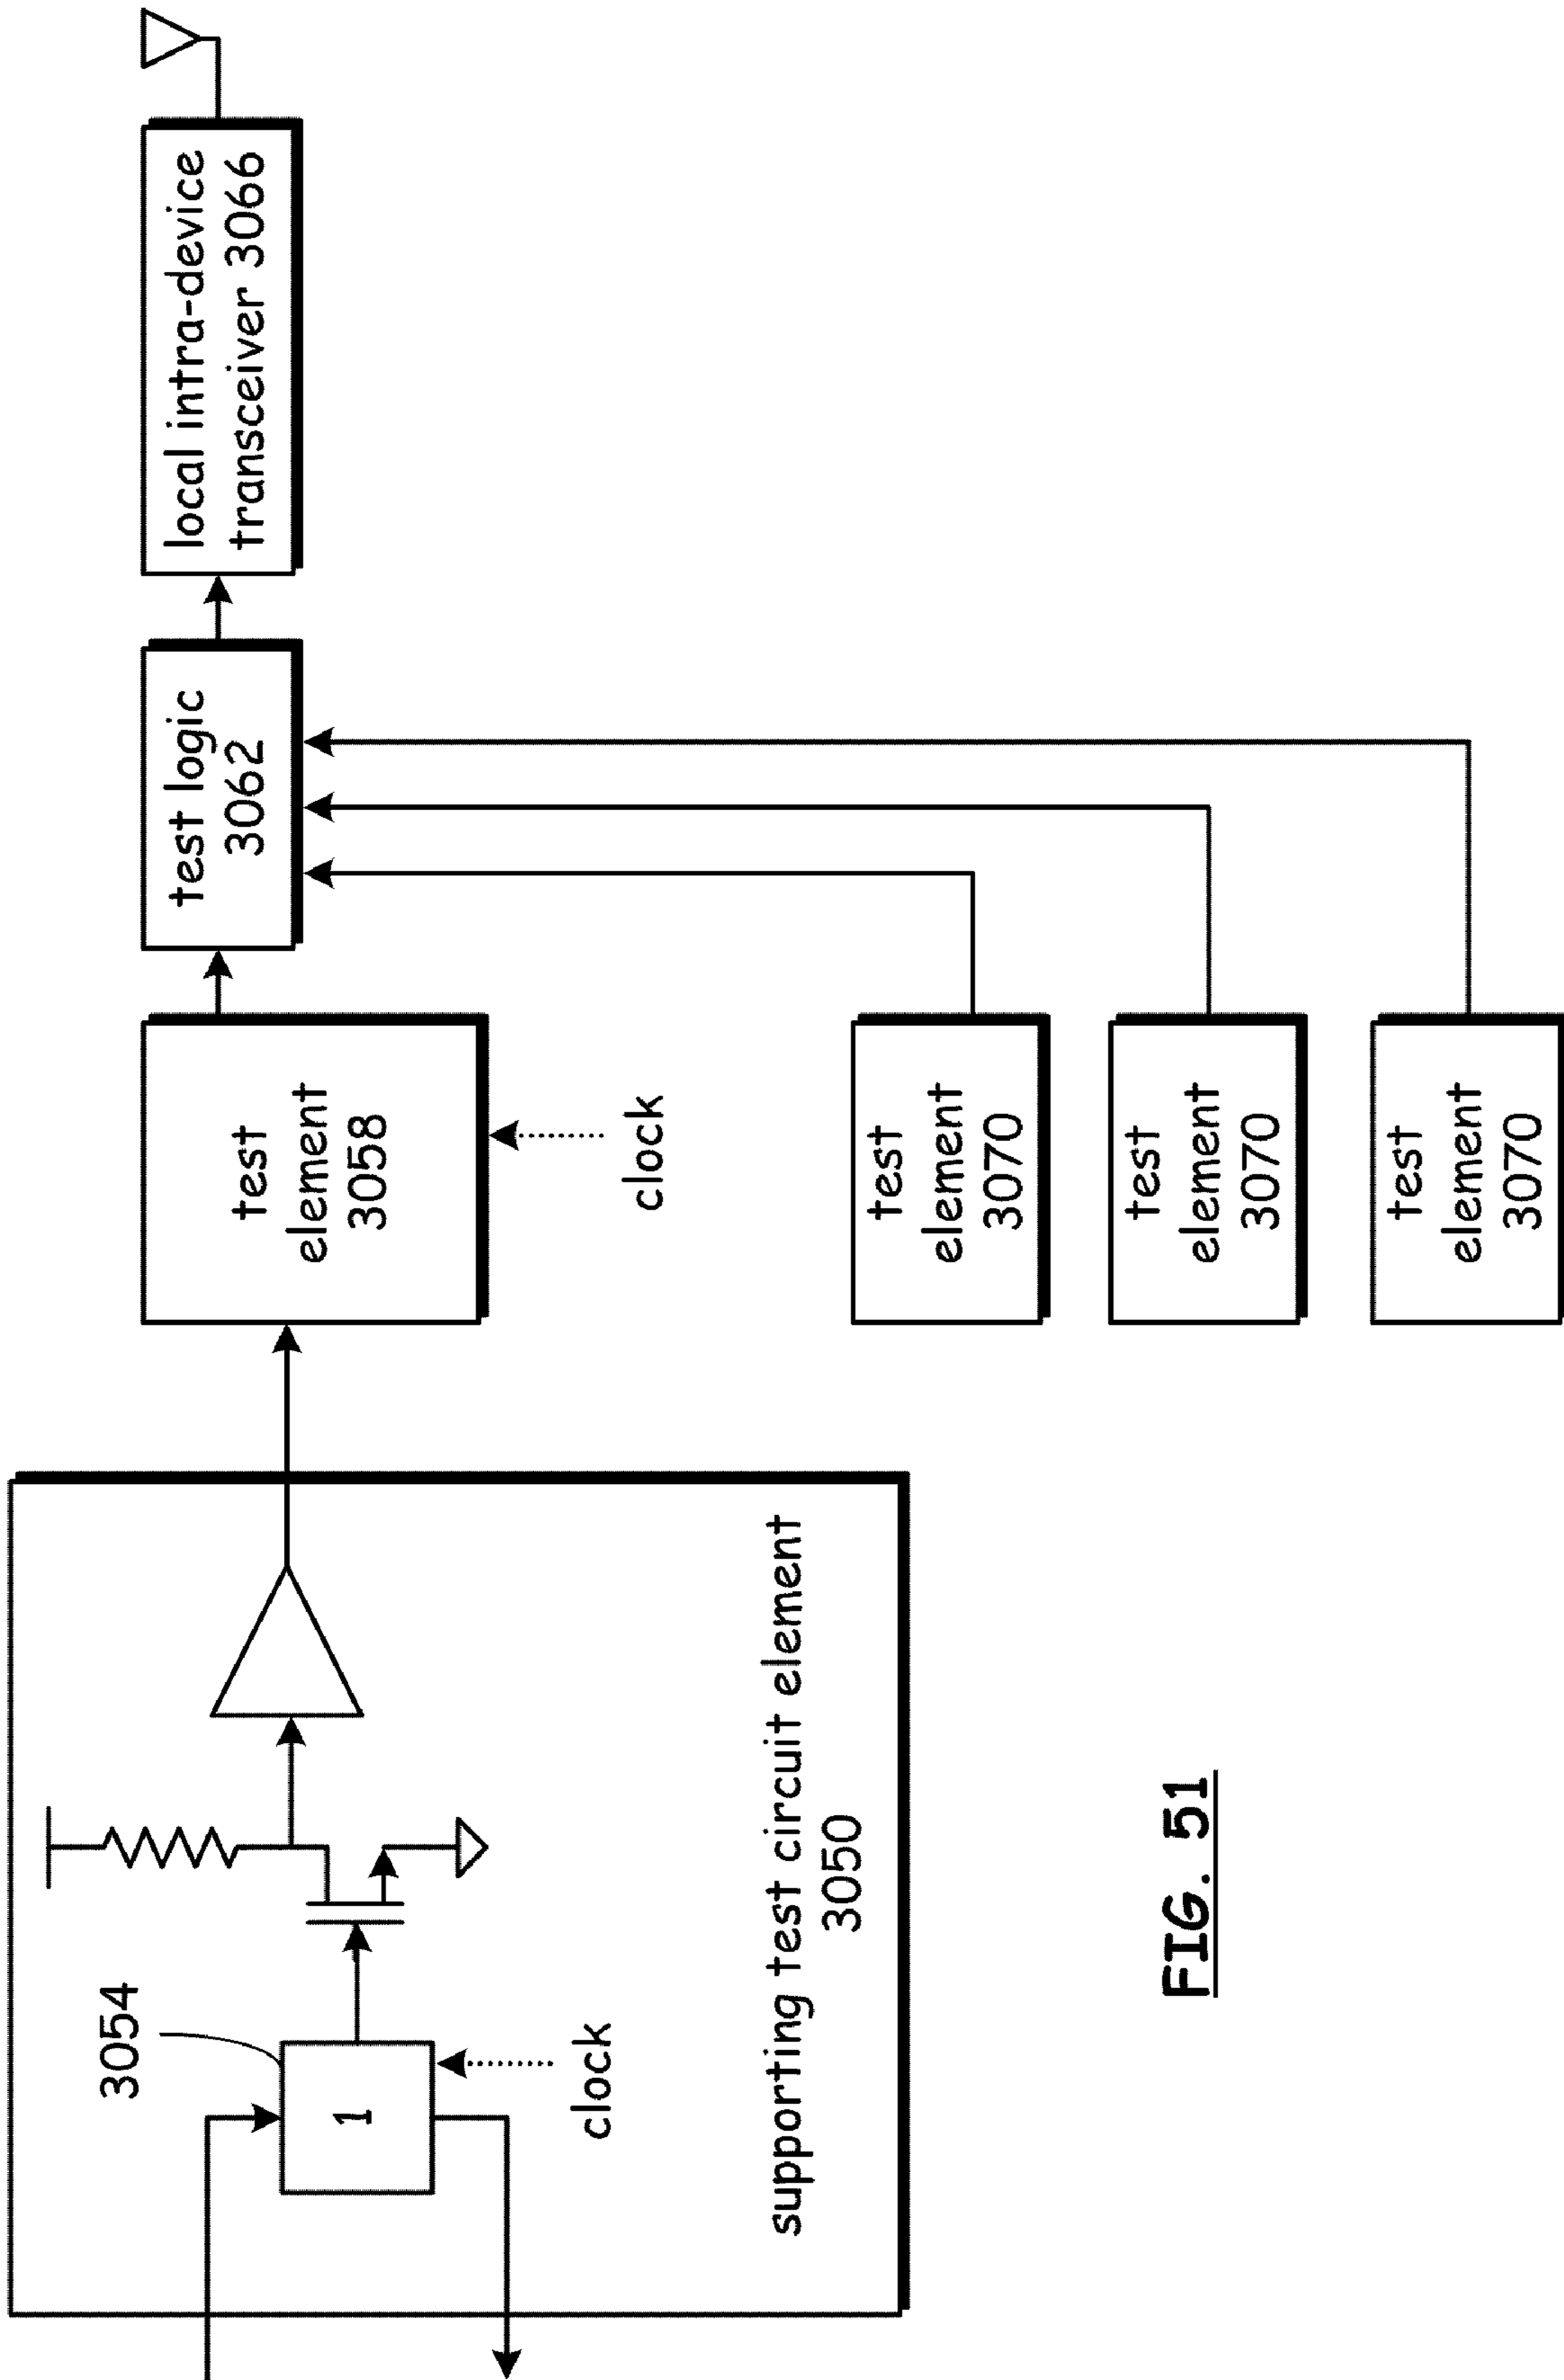 3054
1
clock
supporting test circuit element
3050
test
element
3058
clock
test logic
3062
local intra-device
transceiver 3066
test
element
3070
test
element
3070
test
element
3070
FIG. 51